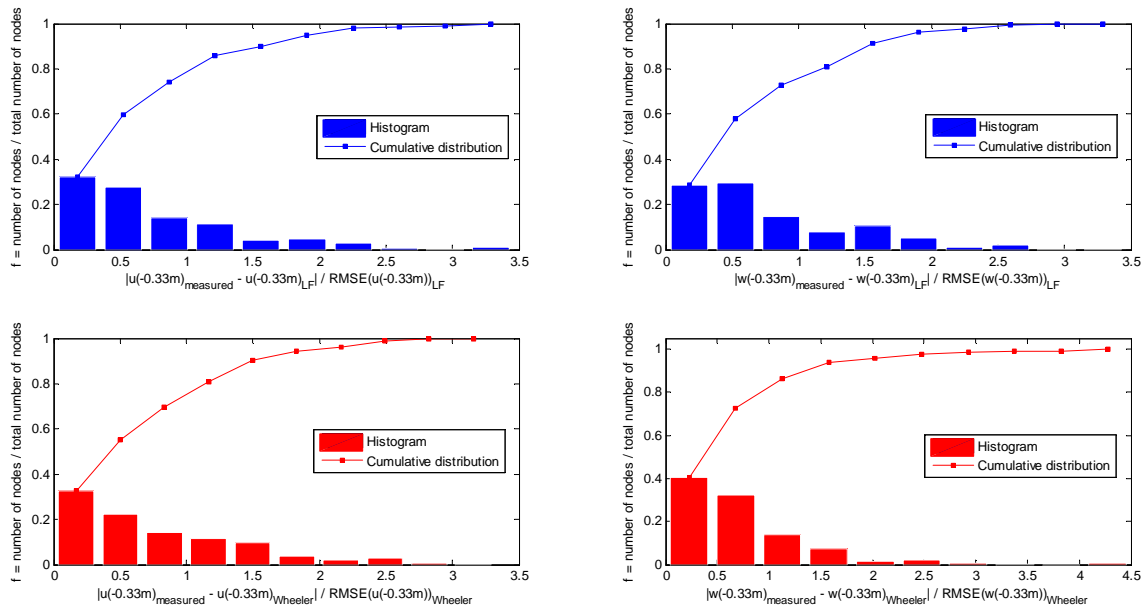 f = number of nodes / total number of nodes
1
0.8
0.6
0.4
0.2
0
Histogram
Cumulative distribution
0 0.5 1 1.5 2 2.5 3 3.5
|u(-0.33m)measured - u(-0.33m)LF| / RMSE(u(-0.33m))LF
f = number of nodes / total number of nodes
1
0.8
0.6
0.4
0.2
0
Histogram
Cumulative distribution
0 0.5 1 1.5 2 2.5 3 3.5
|w(-0.33m)measured - w(-0.33m)LF| / RMSE(w(-0.33m))LF
f = number of nodes / total number of nodes
1
0.8
0.6
0.4
0.2
0
Histogram
Cumulative distribution
0 0.5 1 1.5 2 2.5 3 3.5
|u(-0.33m)measured - u(-0.33m)Wheeler| / RMSE(u(-0.33m))Wheeler
f = number of nodes / total number of nodes
1
0.8
0.6
0.4
0.2
0
Histogram
Cumulative distribution
0 0.5 1 1.5 2 2.5 3 3.5 4 4.5
|w(-0.33m)measured - w(-0.33m)Wheeler| / RMSE(w(-0.33m))Wheeler